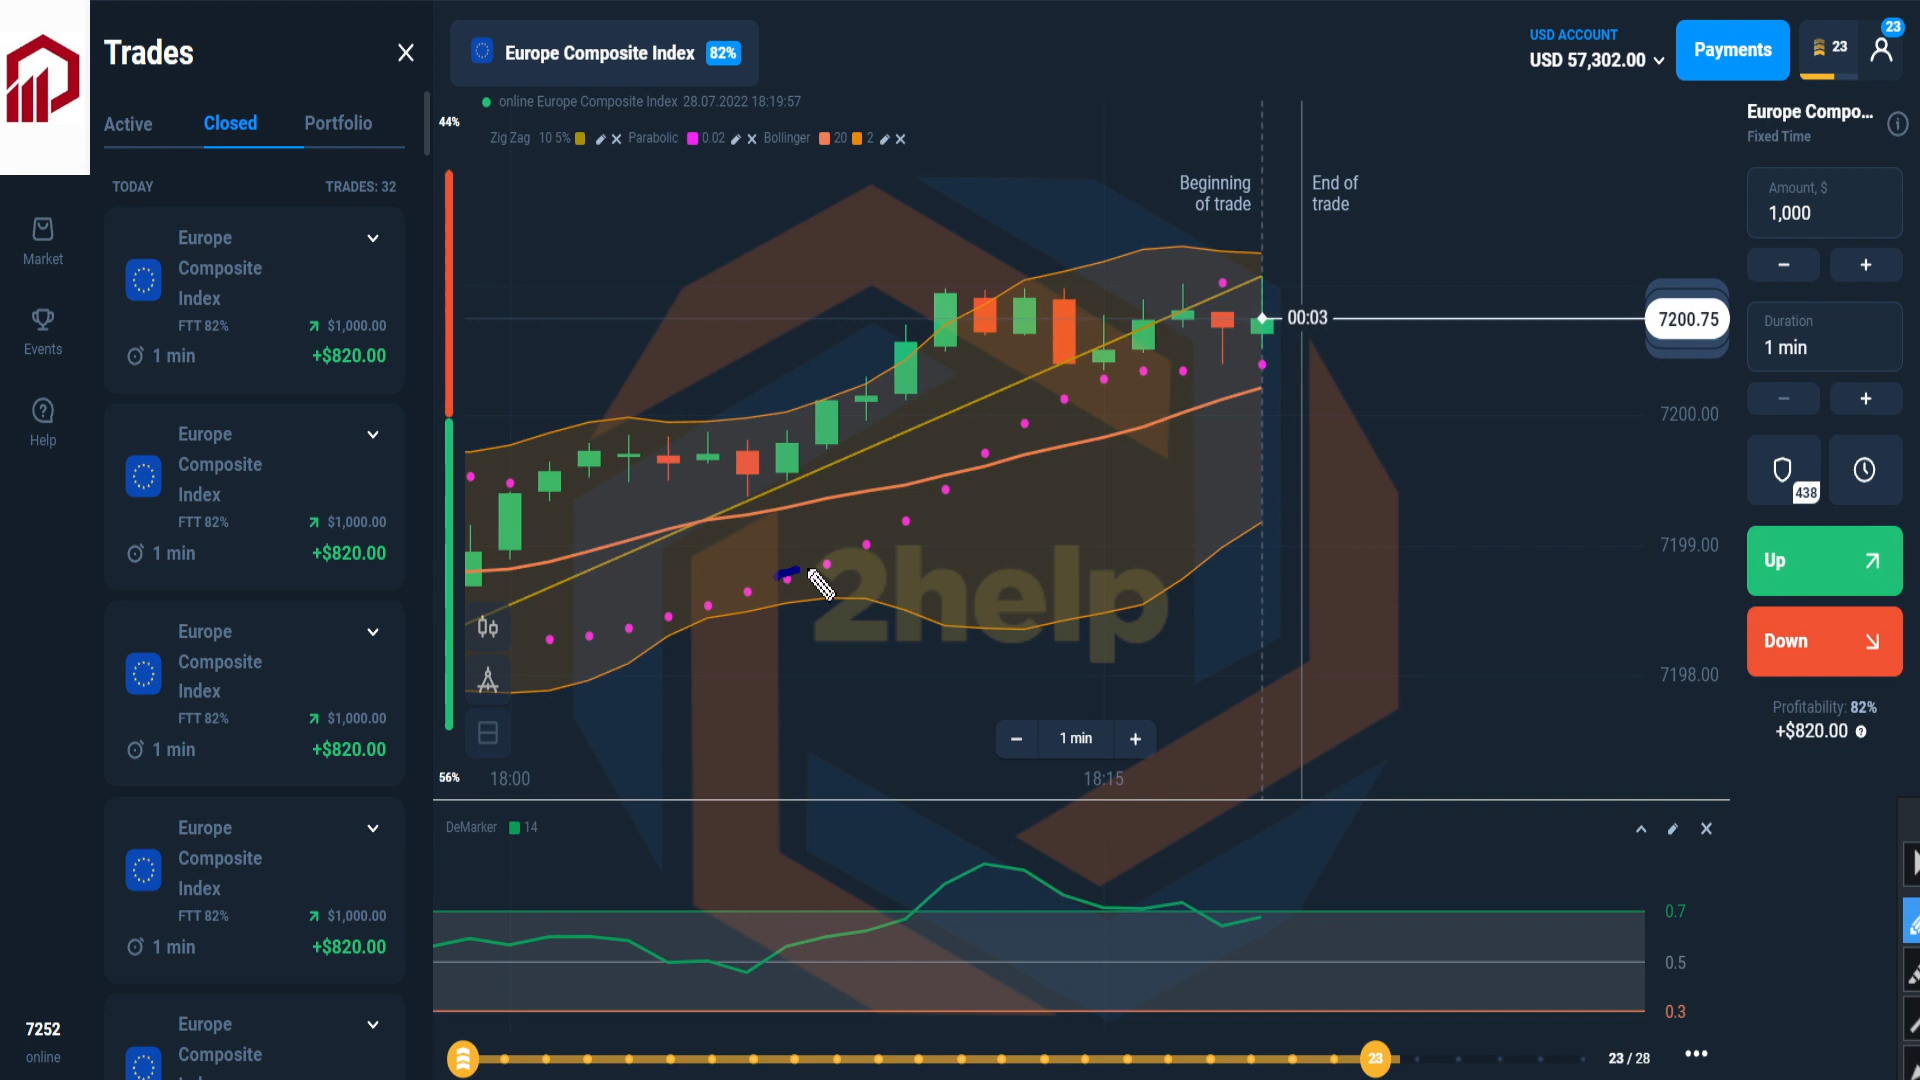 Trades
Active Closed Portfolio
TODAY TRADES: 32
Europe
Composite
Index
FTT 82% $1,000.00
1 min +$820.00
Europe
Composite
Index
FTT 82% $1,000.00
1 min +$820.00
Europe
Composite
Index
FTT 82% $1,000.00
1 min +$820.00
Europe
Composite
Index
FTT 82% $1,000.00
1 min +$820.00
Europe
Composite
Market
Events
Help
7252
online
Europe Composite Index 82%
online Europe Composite Index 28.07.2022 18:19:57
44%
Zig Zag 10 5% Parabolic 0.02 Bollinger 20 2
Beginning
of trade
End of
trade
00:03
7200.75
7200.00
7199.00
7198.00
2help
− 1 min +
56% 18:00 18:15
DeMarker 14
0.7
0.5
0.3
23
23 / 28
USD ACCOUNT
USD 57,302.00
Payments
23
23
Europe Compo...
Fixed Time
Amount, $
1,000
− +
Duration
1 min
− +
438
Up
Down
Profitability: 82%
+$820.00